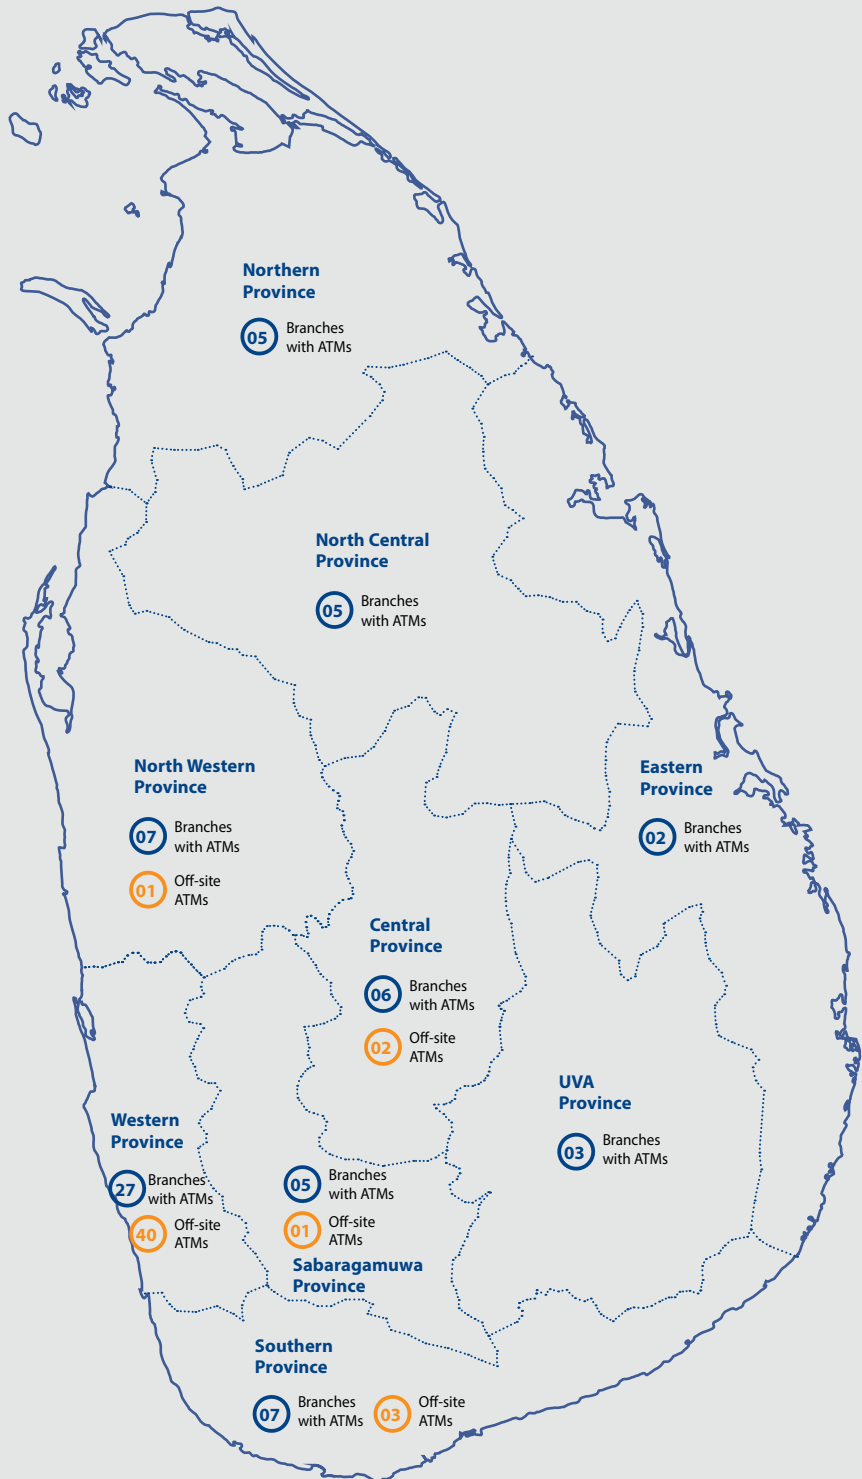 Northern
Province
05
Branches
with ATMs
North Central
Province
05
Branches
with ATMs
North Western
Province
07
Branches
with ATMs
01
Off-site
ATMs
Eastern
Province
02
Branches
with ATMs
Central
Province
06
Branches
with ATMs
02
Off-site
ATMs
UVA
Province
03
Branches
with ATMs
Western
Province
27
Branches
with ATMs
40
Off-site
ATMs
05
Branches
with ATMs
01
Off-site
ATMs
Sabaragamuwa
Province
Southern
Province
07
Branches
with ATMs
03
Off-site
ATMs